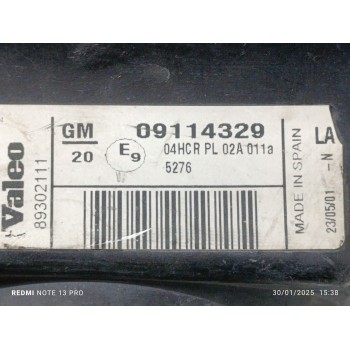 Valeo
89302111
GM
20
E9
09114329
04HCR PL 02A 011a
5276
MADE IN SPAIN
LA
-N
23/05/01
REDMI NOTE 13 PRO
30/01/2025 15:38